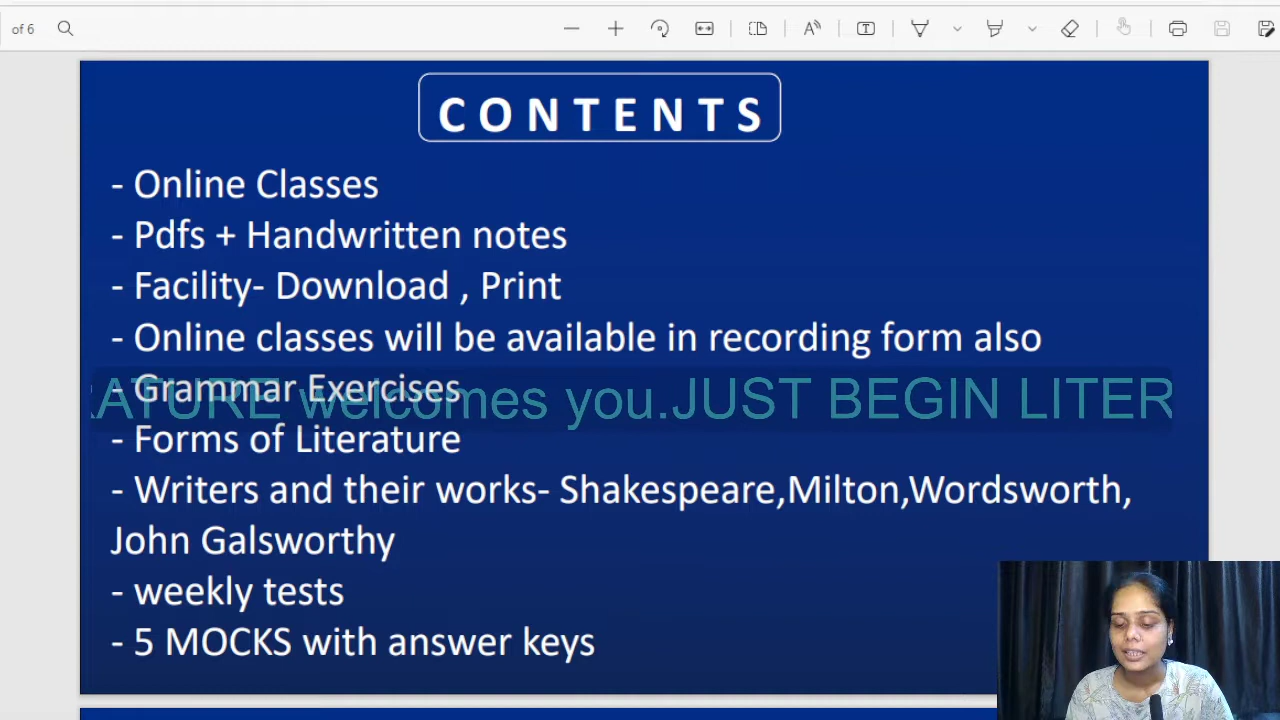 of 6
C O N T E N T S
- Online Classes
- Pdfs + Handwritten notes
- Facility- Download , Print
- Online classes will be available in recording form also
- Grammar Exercises
RATURE welcomes you.JUST BEGIN LITER
- Forms of Literature
- Writers and their works- Shakespeare,Milton,Wordsworth,
John Galsworthy
- weekly tests
- 5 MOCKS with answer keys